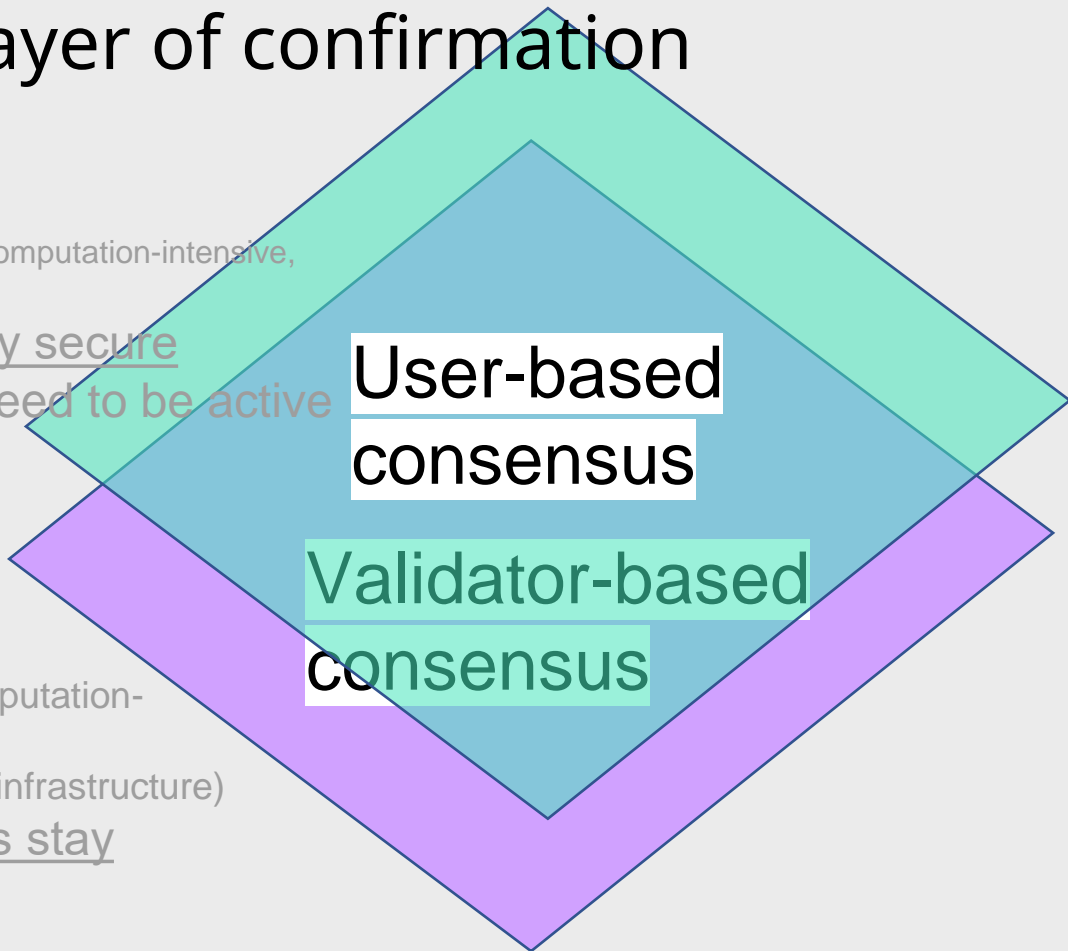 ayer of confirmation
omputation-intensive,
y secure
eed to be active
User-based
consensus
Validator-based
consensus
putation-
infrastructure)
s stay